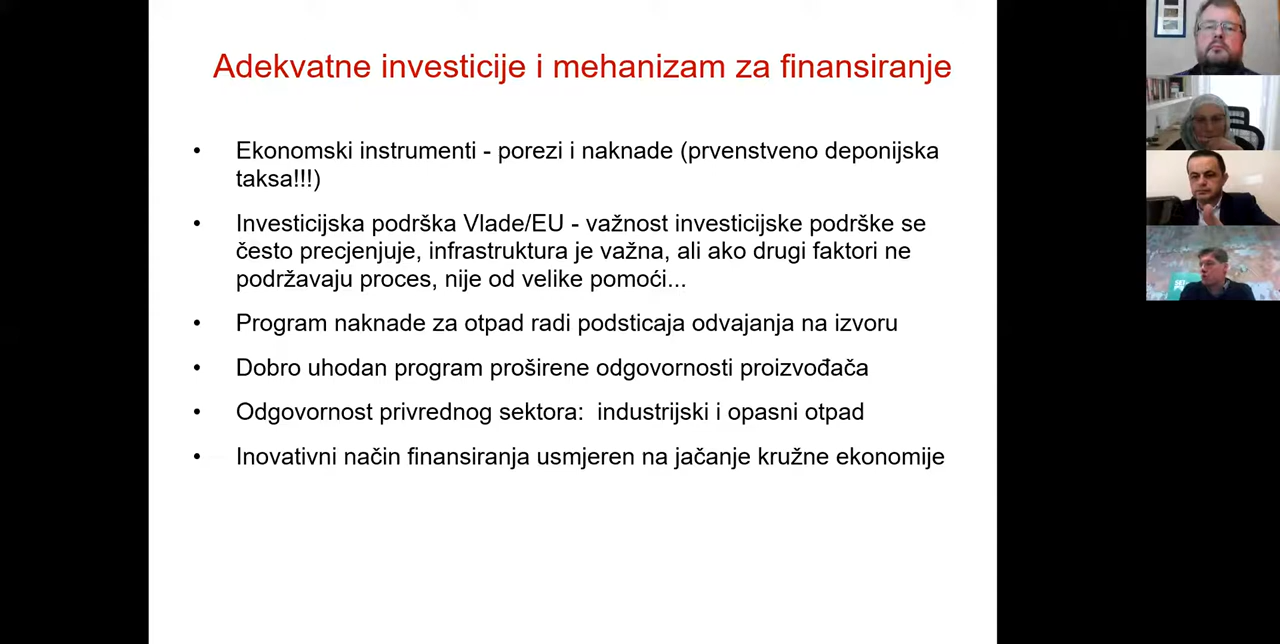 Adekvatne investicije i mehanizam za finansiranje
• Ekonomski instrumenti - porezi i naknade (prvenstveno deponijska
taksa!!!)
• Investicijska podrška Vlade/EU - važnost investicijske podrške se
često precjenjuje, infrastruktura je važna, ali ako drugi faktori ne
podržavaju proces, nije od velike pomoći...
• Program naknade za otpad radi podsticaja odvajanja na izvoru
• Dobro uhodan program proširene odgovornosti proizvođača
• Odgovornost privrednog sektora:  industrijski i opasni otpad
• Inovativni način finansiranja usmjeren na jačanje kružne ekonomije